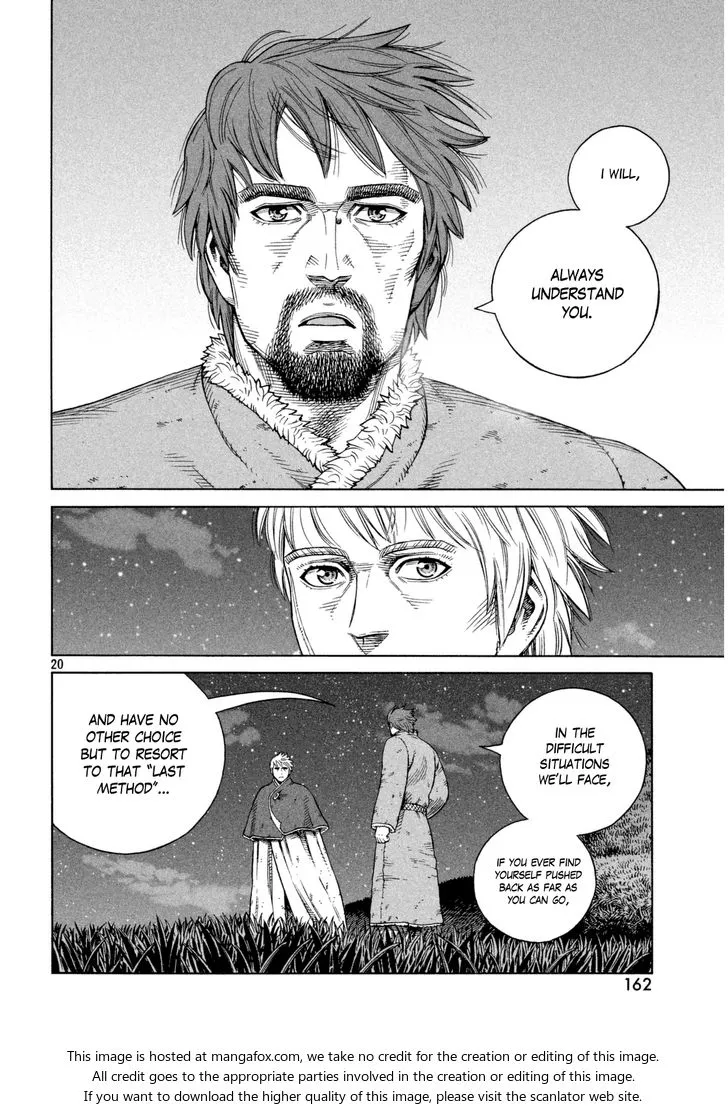 I WILL,
ALWAYS
UNDERSTAND
YOU.
20
IN THE
DIFFICULT
SITUATIONS
WE'LL FACE,
IF YOU EVER FIND
YOURSELF PUSHED
BACK AS FAR AS
YOU CAN GO,
AND HAVE NO
OTHER CHOICE
BUT TO RESORT
TO THAT "LAST
METHOD"...
162
This image is hosted at mangafox.com, we take no credit for the creation or editing of this image.
All credit goes to the appropriate parties involved in the creation or editing of this image.
If you want to download the higher quality of this image, please visit the scanlator web site.